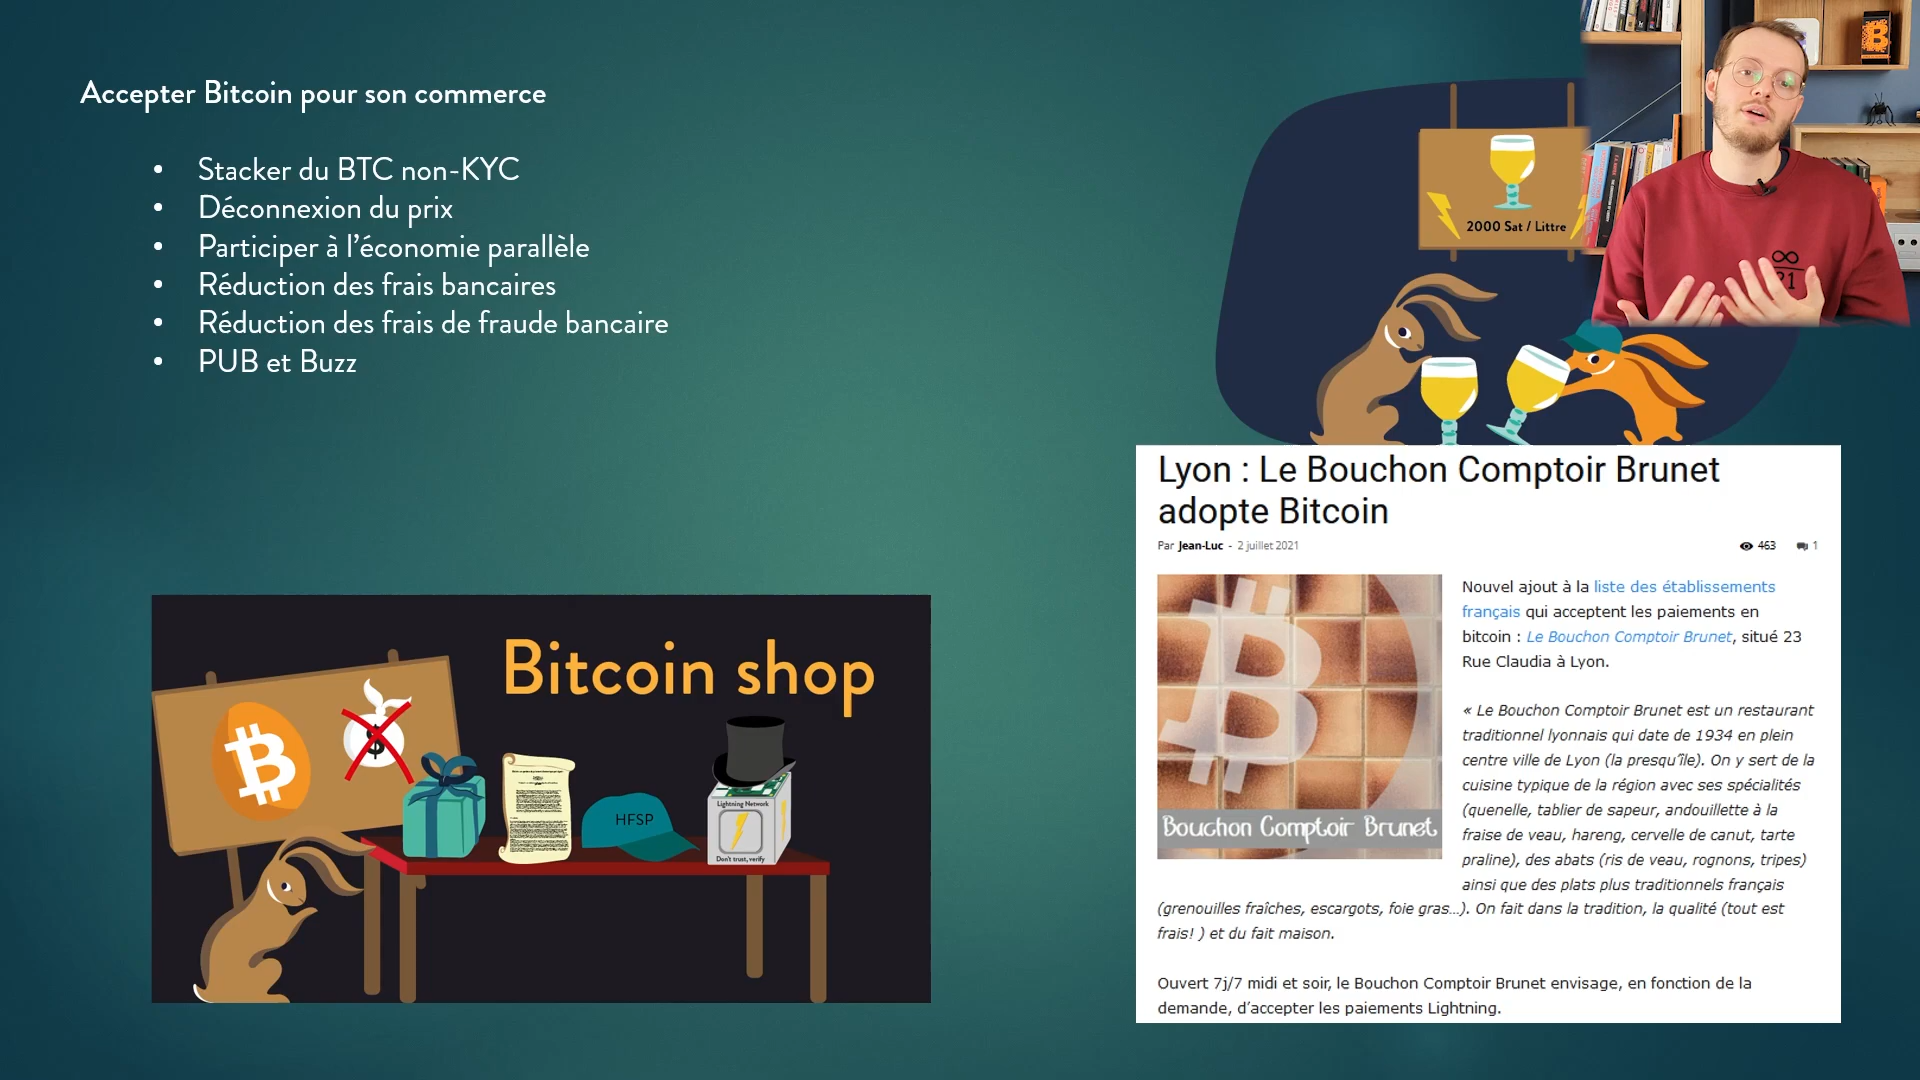 Accepter Bitcoin pour son commerce
• Stacker du BTC non-KYC
• Déconnexion du prix
• Participer à l’économie parallèle
• Réduction des frais bancaires
• Réduction des frais de fraude bancaire
• PUB et Buzz
2000 Sat / Littre
∞
21
Bitcoin shop
HFSP
Lightning Network
Don't trust, verify
Lyon : Le Bouchon Comptoir Brunet
adopte Bitcoin
Par Jean-Luc - 2 juillet 2021
463
1
Bouchon Comptoir Brunet
Nouvel ajout à la liste des établissements
français qui acceptent les paiements en
bitcoin : Le Bouchon Comptoir Brunet, situé 23
Rue Claudia à Lyon.
« Le Bouchon Comptoir Brunet est un restaurant
traditionnel lyonnais qui date de 1934 en plein
centre ville de Lyon (la presqu’île). On y sert de la
cuisine typique de la région avec ses spécialités
(quenelle, tablier de sapeur, andouillette à la
fraise de veau, hareng, cervelle de canut, tarte
praline), des abats (ris de veau, rognons, tripes)
ainsi que des plats plus traditionnels français
(grenouilles fraîches, escargots, foie gras…). On fait dans la tradition, la qualité (tout est
frais! ) et du fait maison.
Ouvert 7j/7 midi et soir, le Bouchon Comptoir Brunet envisage, en fonction de la
demande, d’accepter les paiements Lightning.